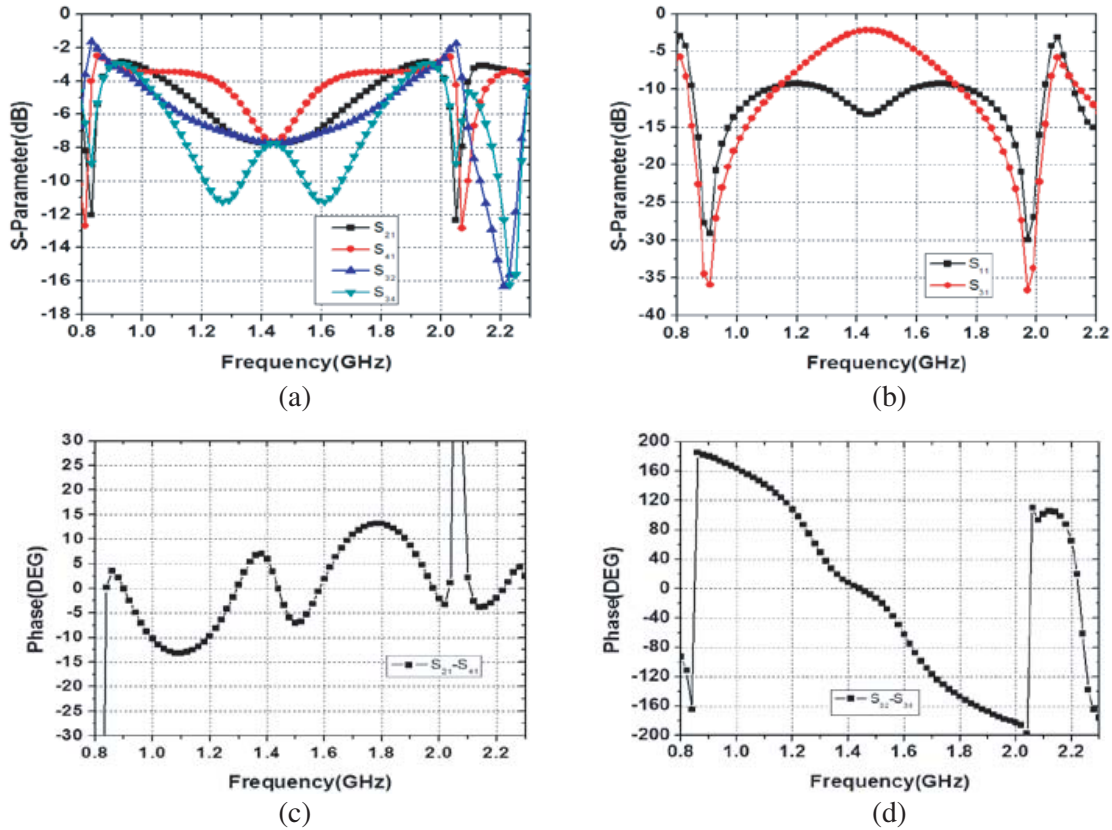 0
-2
-4
-6
-8
-10
-12
-14
-16
-18
S-Parameter(dB)
S21
S41
S32
S34
0.8 1.0 1.2 1.4 1.6 1.8 2.0 2.2
Frequency(GHz)
(a)
0
-5
-10
-15
-20
-25
-30
-35
-40
S-Parameter(dB)
S11
S31
0.8 1.0 1.2 1.4 1.6 1.8 2.0 2.2
Frequency(GHz)
(b)
30
25
20
15
10
5
0
-5
-10
-15
-20
-25
-30
Phase(DEG)
S21-S41
0.8 1.0 1.2 1.4 1.6 1.8 2.0 2.2
Frequency(GHz)
(c)
200
160
120
80
40
0
-40
-80
-120
-160
-200
Phase(DEG)
S32-S34
0.8 1.0 1.2 1.4 1.6 1.8 2.0 2.2
Frequency(GHz)
(d)